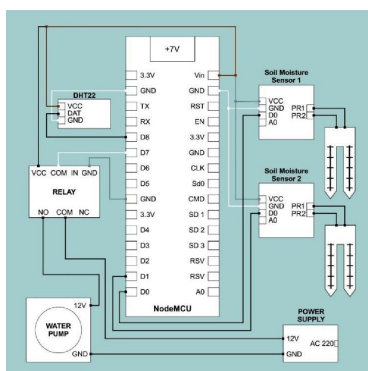 +7V
3.3V
GND
TX
RX
D8
D7
D6
D5
GND
3.3V
D4
D3
D2
D1
D0
Vin
GND
RST
EN
3.3V
GND
CLK
Sd0
CMD
SD 1
SD 2
SD 3
RSV
RSV
A0
NodeMCU
DHT22
VCC
DAT
GND
VCC COM IN GND
RELAY
NO COM NC
12V
WATER
PUMP
GND
Soil Moisture
Sensor 1
VCC
GND PR1
D0 PR2
A0
Soil Moisture
Sensor 2
VCC
GND PR1
D0 PR2
A0
POWER
SUPPLY
12V
AC 220
GND